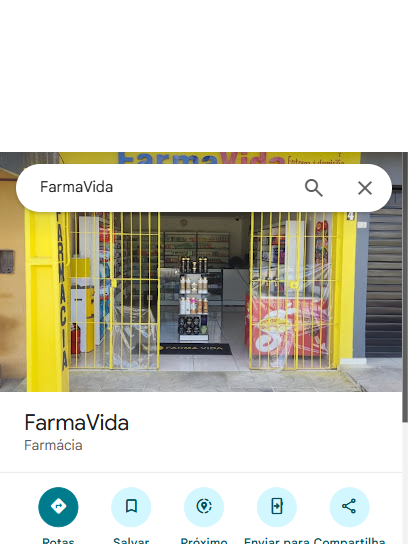 FarmaVida
Entrega a domicílio
FarmaVida
FARMACIA
FARMA VIDA
FarmaVida
Farmácia
Rotas
Salvar
Próximo
Enviar para
Compartilha